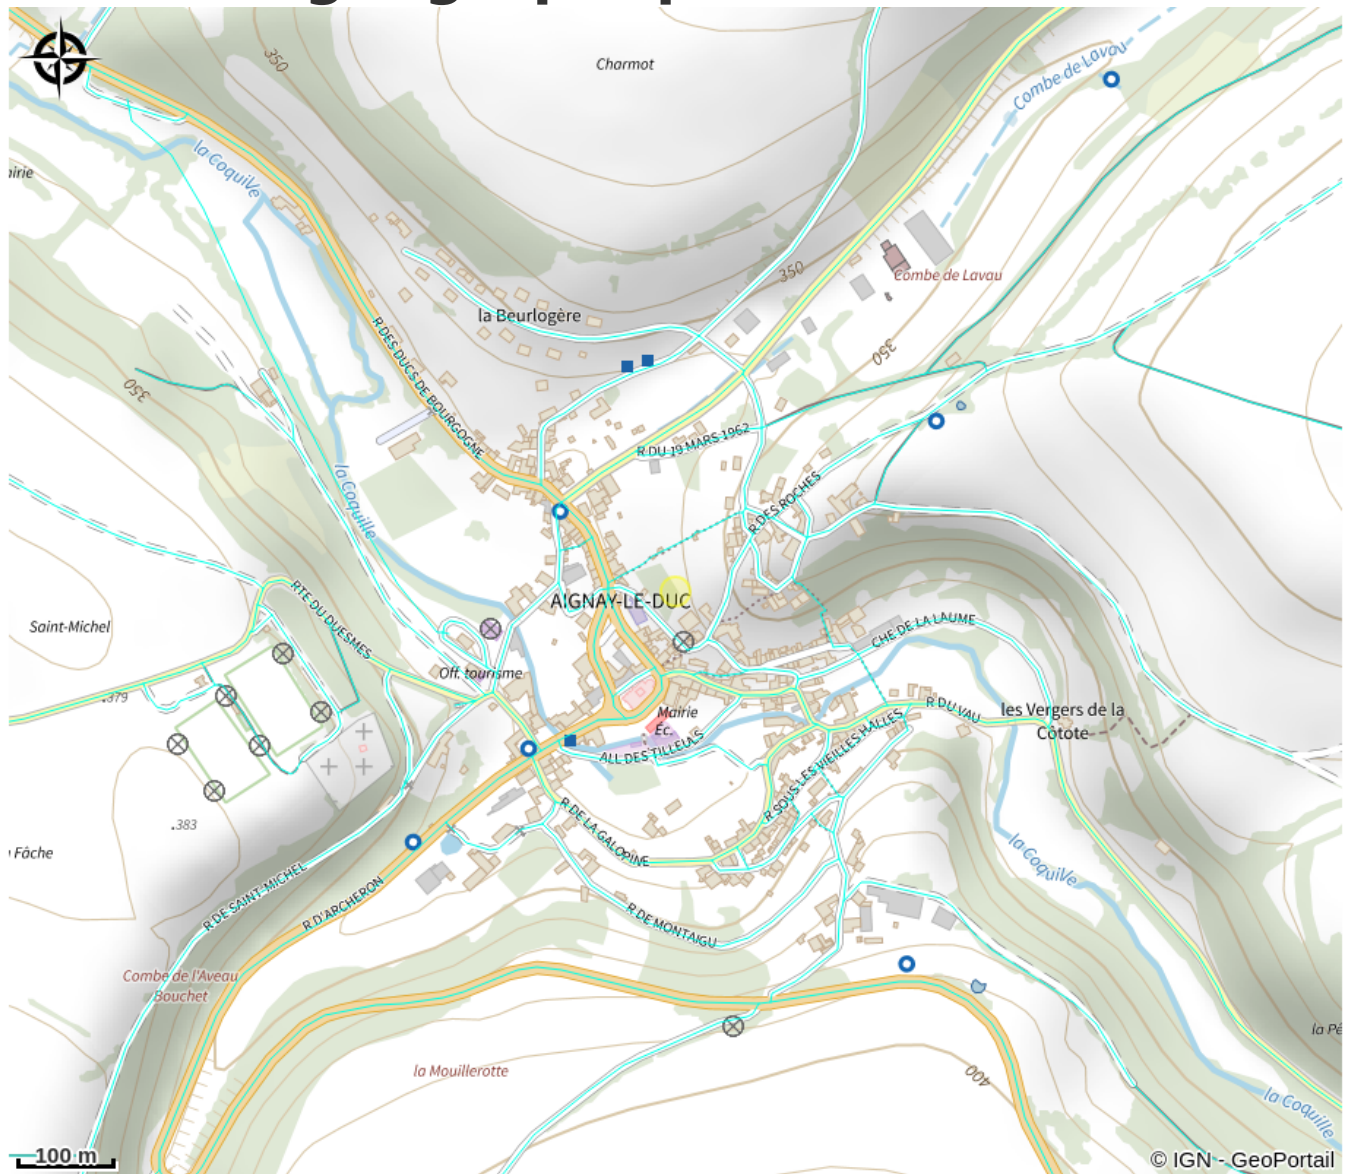 350
Charmot
Combe de Lavau
la Coquille
airie
350
Combe de Lavau
la Beurlogère
R DES DUCS DE BOURGOGNE
350
350
R DU 19 MARS 1962
la Coquille
R DES ROCHES
RTE DU DUESMES
AIGNAY-LE-DUC
Saint-Michel
CHE DE LA LAUME
Off. tourisme
.379
Mairie
Éc.
R DU VAU
les Vergers de la
Côtote
ALL DES TILLEULS
R SOUS LES VIEILLES HALLES
.383
Fâche
R DE LA GALOPINE
la Coquille
R DE SAINT-MICHEL
R D'ARCHERON
R DE MONTAIGU
Combe de l'Aveau
Bouchet
la Pé
la Mouillerotte
400
la Coquille
100 m
© IGN - GeoPortail